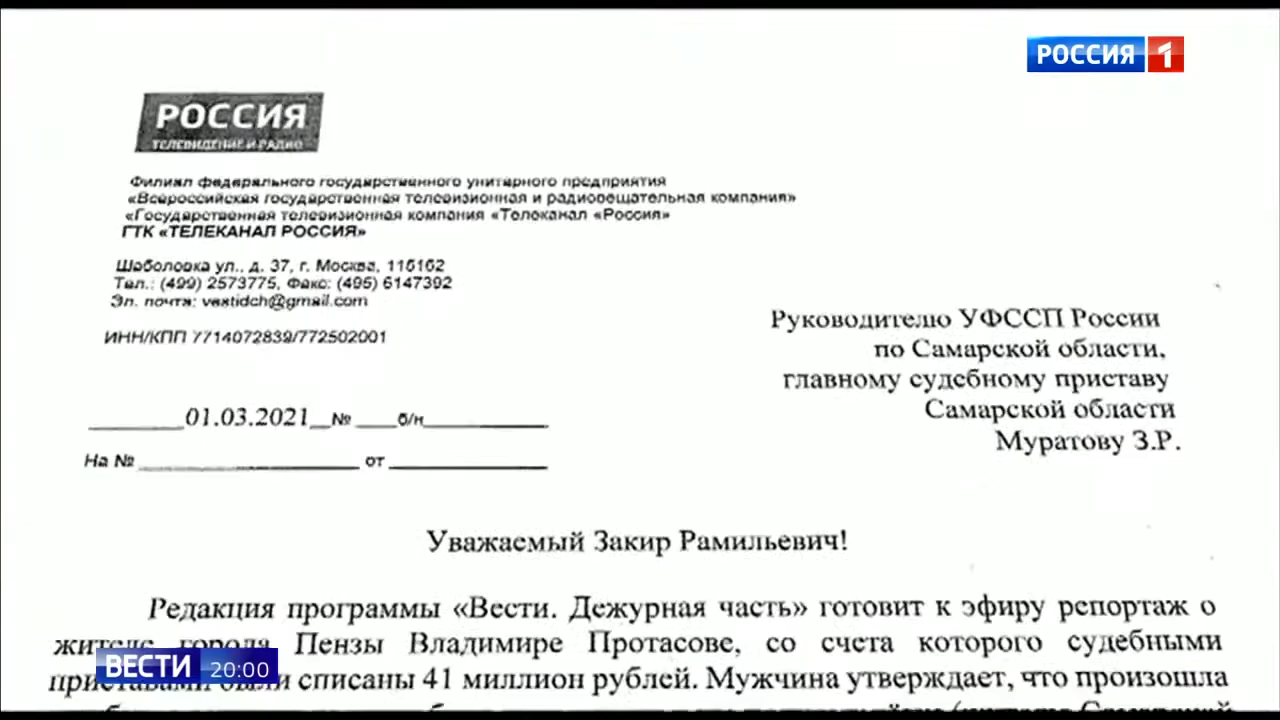 РОССИЯ 1
РОССИЯ
ТЕЛЕВИДЕНИЕ И РАДИО
Филиал федерального государственного унитарного предприятия
«Всероссийская государственная телевизионная и радиовещательная компания»
«Государственная телевизионная компания «Телеканал «Россия»
ГТК «ТЕЛЕКАНАЛ РОССИЯ»
Шаболовка ул., д. 37, г. Москва, 115162
Тел.: (499) 2573775, Факс: (495) 6147392
Эл. почта: vestidch@gmail.com
ИНН/КПП 7714072839/772502001
Руководителю УФССП России
по Самарской области,
главному судебному приставу
Самарской области
Муратову З.Р.
01.03.2021 № б/н
На № от
Уважаемый Закир Рамильевич!
Редакция программы «Вести. Дежурная часть» готовит к эфиру репортаж о
жителе города Пензы Владимире Протасове, со счета которого судебными
приставами были списаны 41 миллион рублей. Мужчина утверждает, что произошла
ВЕСТИ 20:00